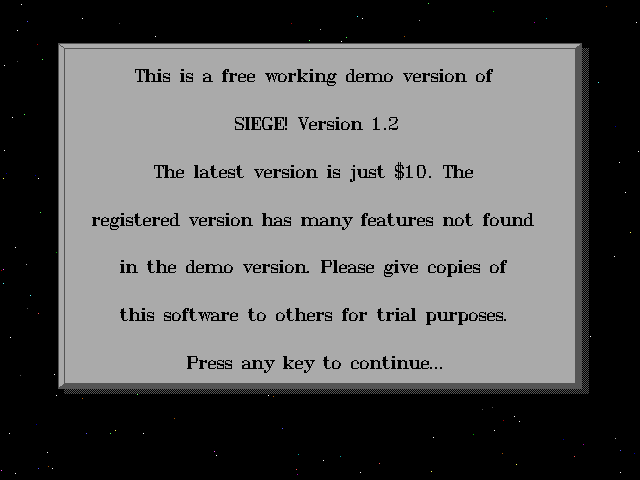 This is a free working demo version of
SIEGE! Version 1.2
The latest version is just $10. The
registered version has many features not found
in the demo version. Please give copies of
this software to others for trial purposes.
Press any key to continue...